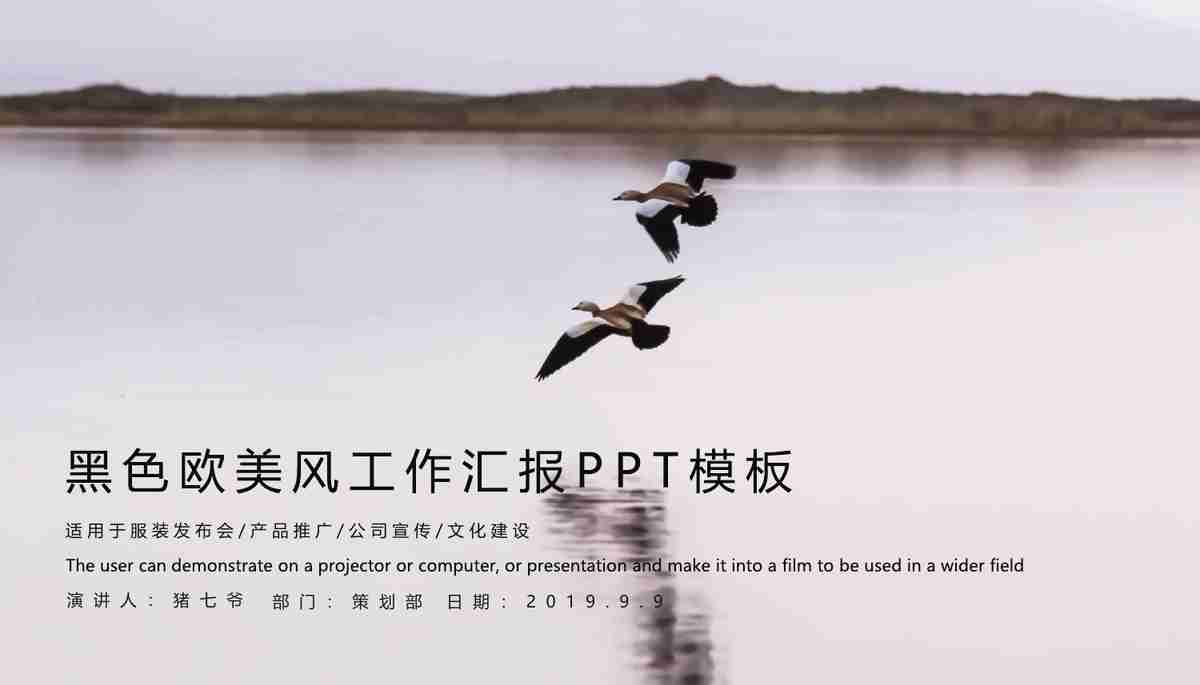 黑色欧美风工作汇报PPT模板
适用于服装发布会/产品推广/公司宣传/文化建设
The user can demonstrate on a projector or computer, or presentation and make it into a film to be used in a wider field
演讲人：猪七爷 部门：策划部 日期：2019.9.9